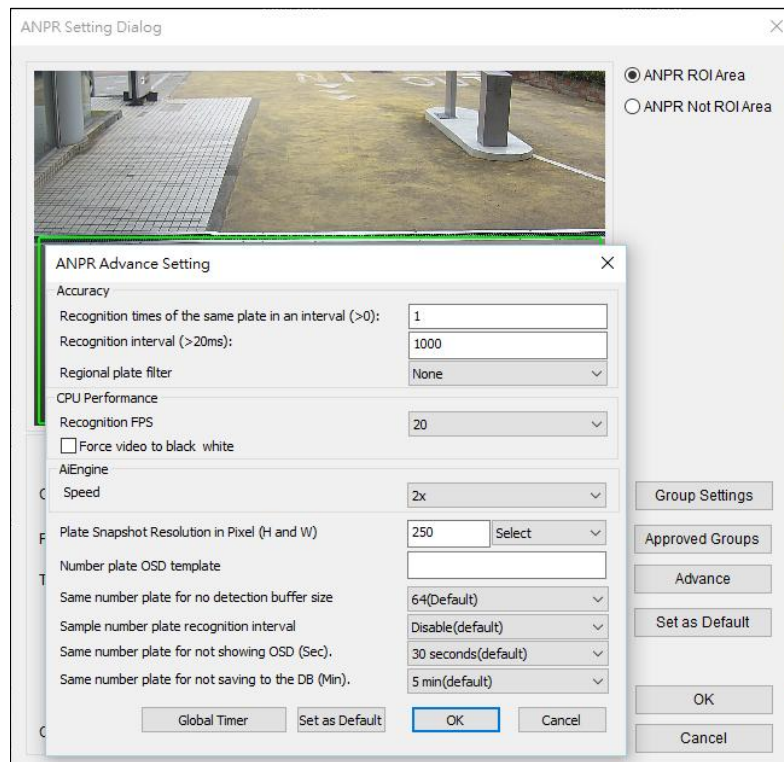 ANPR Setting Dialog
ANPR ROI Area
ANPR Not ROI Area
ANPR Advance Setting
Accuracy
Recognition times of the same plate in an interval (>0): 1
Recognition interval (>20ms): 1000
Regional plate filter None
CPU Performance
Recognition FPS 20
Force video to black white
AiEngine
Speed 2x
Plate Snapshot Resolution in Pixel (H and W) 250 Select
Number plate OSD template
Same number plate for no detection buffer size 64(Default)
Sample number plate recognition interval Disable(default)
Same number plate for not showing OSD (Sec). 30 seconds(default)
Same number plate for not saving to the DB (Min). 5 min(default)
Global Timer Set as Default OK Cancel
Group Settings
Approved Groups
Advance
Set as Default
OK
Cancel